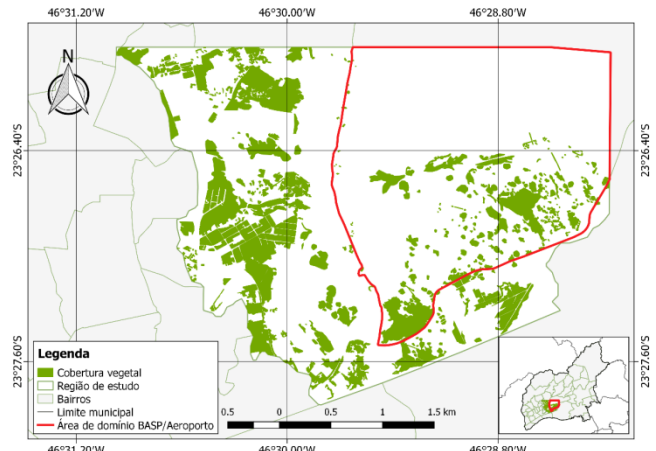 46°31.20'W 46°30.00'W 46°28.80'W
N
23°26.40'S 23°26.40'S
23°27.60'S 23°27.60'S
Legenda
Cobertura vegetal
Região de estudo
Bairros
Limite municipal
Área de domínio BASP/Aeroporto
0.5 0 0.5 1 1.5 km
46°31.20'W 46°30.00'W 46°28.80'W